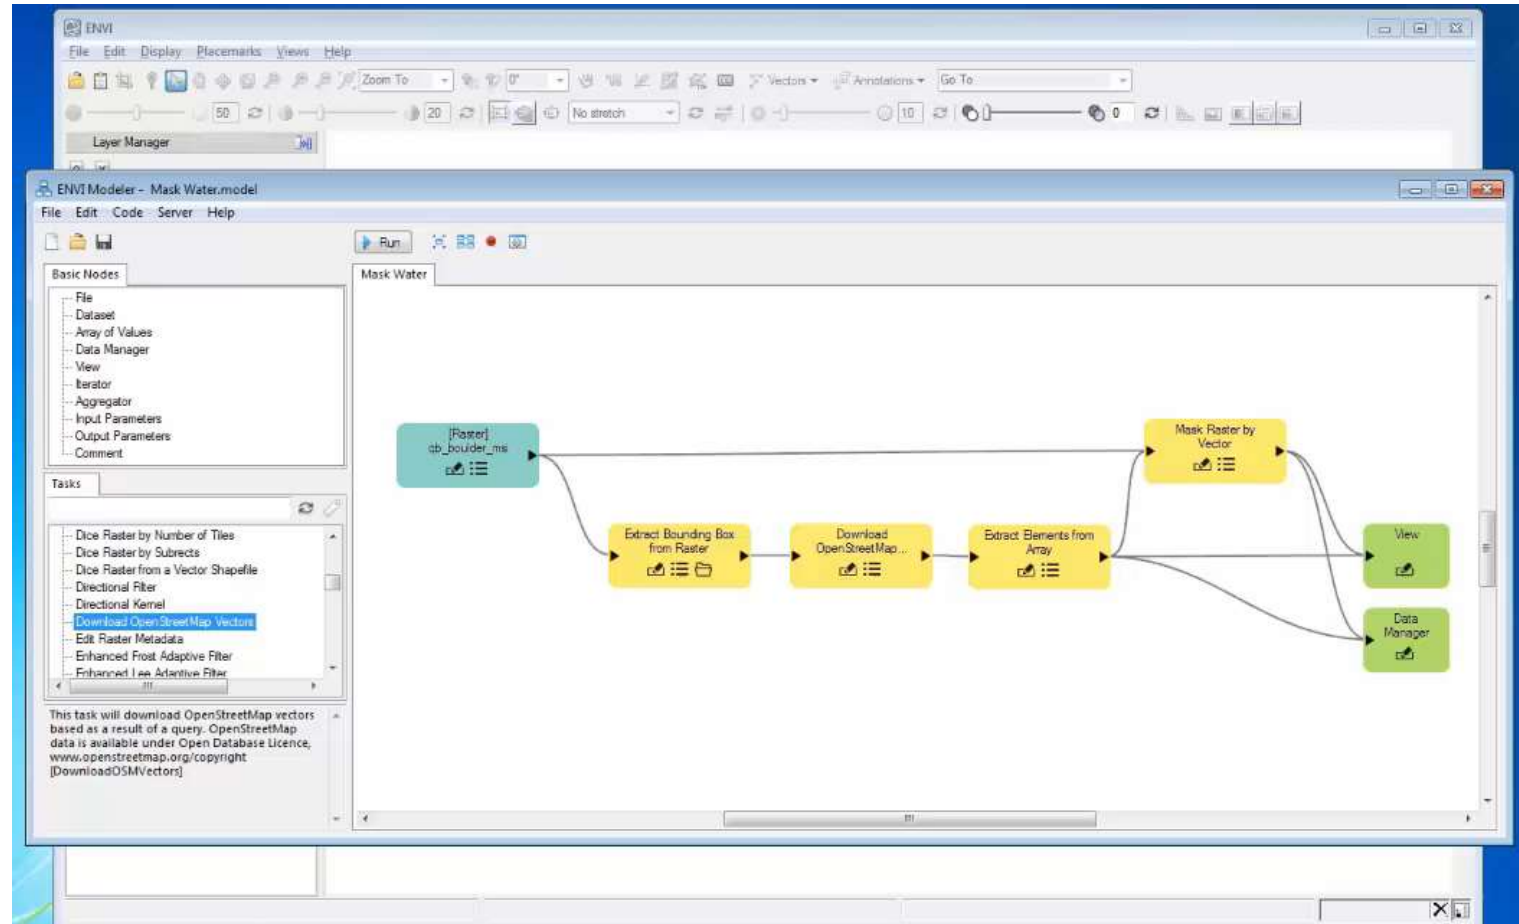 ENVI
File Edit Display Placemarks Views Help
Zoom To 0° Vectors Annotations Go To
50 20 No stretch 10 0
Layer Manager
ENVI Modeler - Mask Water.model
File Edit Code Server Help
Run
Basic Nodes
Mask Water
File
Dataset
Array of Values
Data Manager
View
Iterator
Aggregator
Input Parameters
Output Parameters
Comment
Tasks
Dice Raster by Number of Tiles
Dice Raster by Subrects
Dice Raster from a Vector Shapefile
Directional Filter
Directional Kernel
Download OpenStreetMap Vectors
Edit Raster Metadata
Enhanced Frost Adaptive Filter
Enhanced Lee Adaptive Filter
This task will download OpenStreetMap vectors
based as a result of a query. OpenStreetMap
data is available under Open Database Licence,
www.openstreetmap.org/copyright
[DownloadOSMVectors]
[Raster]
qb_boulder_msi
Extract Bounding Box
from Raster
Download
OpenStreetMap...
Extract Elements from
Array
Mask Raster by
Vector
View
Data
Manager